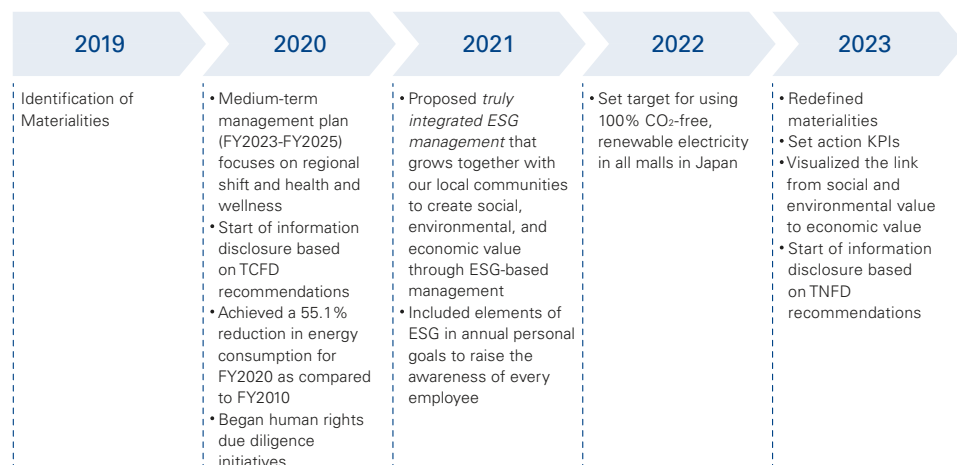 2019
2020
2021
2022
2023
Identification of
Materialities
• Medium-term
management plan
(FY2023-FY2025)
focuses on regional
shift and health and
wellness
• Start of information
disclosure based
on TCFD
recommendations
• Achieved a 55.1%
reduction in energy
consumption for
FY2020 as compared
to FY2010
• Began human rights
due diligence
initiatives
• Proposed truly
integrated ESG
management that
grows together with
our local communities
to create social,
environmental, and
economic value
through ESG-based
management
• Included elements of
ESG in annual personal
goals to raise the
awareness of every
employee
• Set target for using
100% CO₂-free,
renewable electricity
in all malls in Japan
• Redefined
materialities
• Set action KPIs
• Visualized the link
from social and
environmental value
to economic value
• Start of information
disclosure based
on TNFD
recommendations